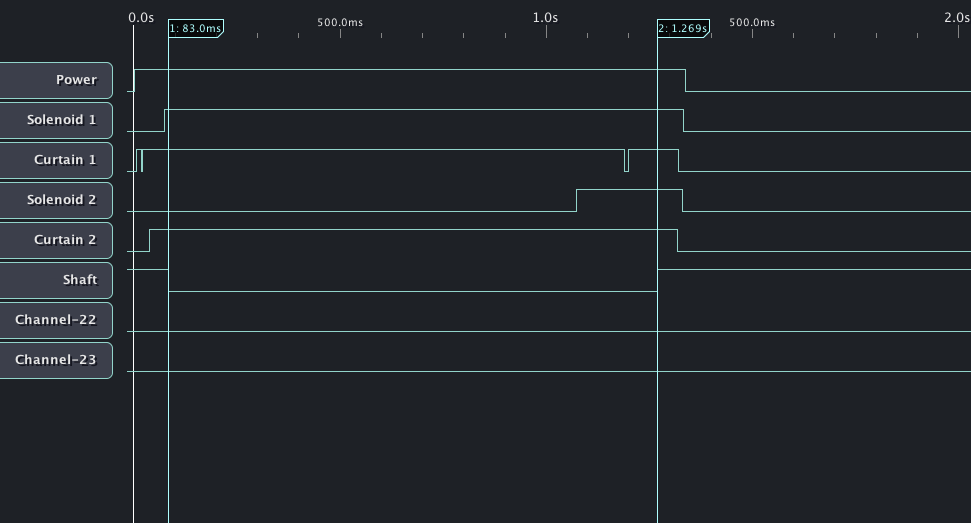 0.0s 500.0ms 1.0s 500.0ms 2.0s
1: 83.0ms 2: 1.269s
Power
Solenoid 1
Curtain 1
Solenoid 2
Curtain 2
Shaft
Channel-22
Channel-23